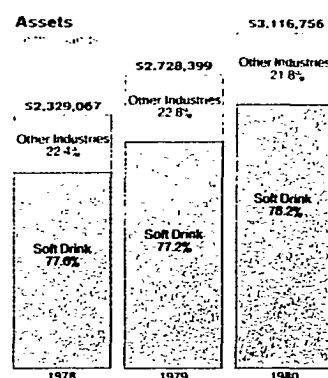 Assets
$2,329,067
Other Industries
22.4%
Soft Drink
77.6%
1978
$2,728,399
Other Industries
22.8%
Soft Drink
77.2%
1979
$3,116,756
Other Industries
21.8%
Soft Drink
78.2%
1980